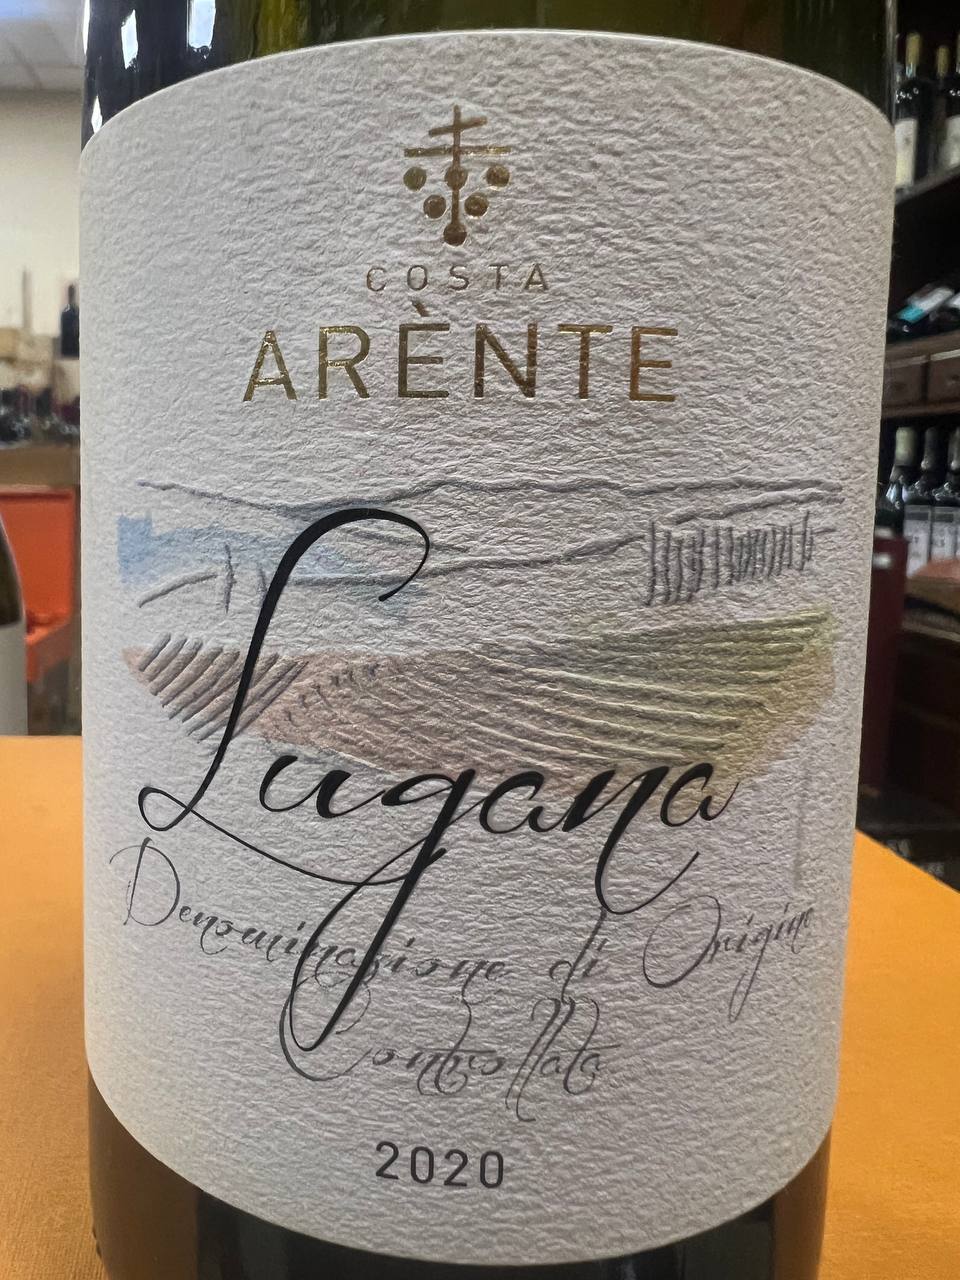 COSTA
ARÈNTE
Lugana
Denominazione di Origine
Controllata
2020